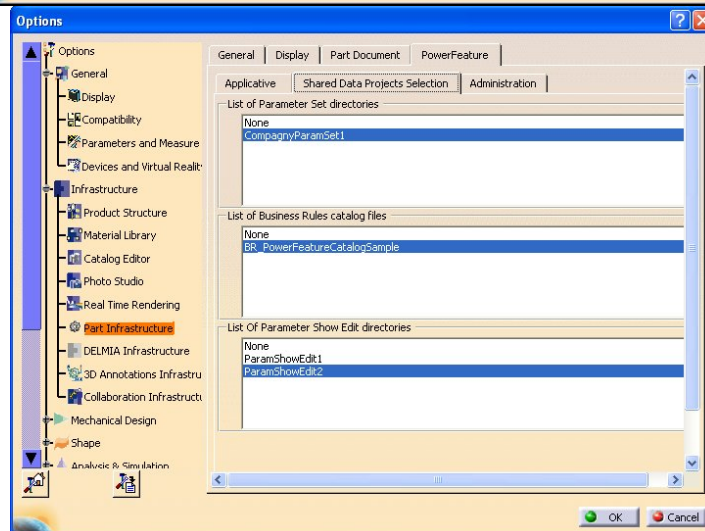 Options
Options
General
Display
Compatibility
Parameters and Measure
Devices and Virtual Reality
Infrastructure
Product Structure
Material Library
Catalog Editor
Photo Studio
Real Time Rendering
Part Infrastructure
DELMIA Infrastructure
3D Annotations Infrastru
Collaboration Infrastructu
Mechanical Design
Shape
Analysis & Simulation
General Display Part Document PowerFeature
Applicative Shared Data Projects Selection Administration
List of Parameter Set directories
None
CompagnyParamSet1
List of Business Rules catalog files
None
BR_PowerFeatureCatalogSample
List Of Parameter Show Edit directories
None
ParamShowEdit1
ParamShowEdit2
OK Cancel